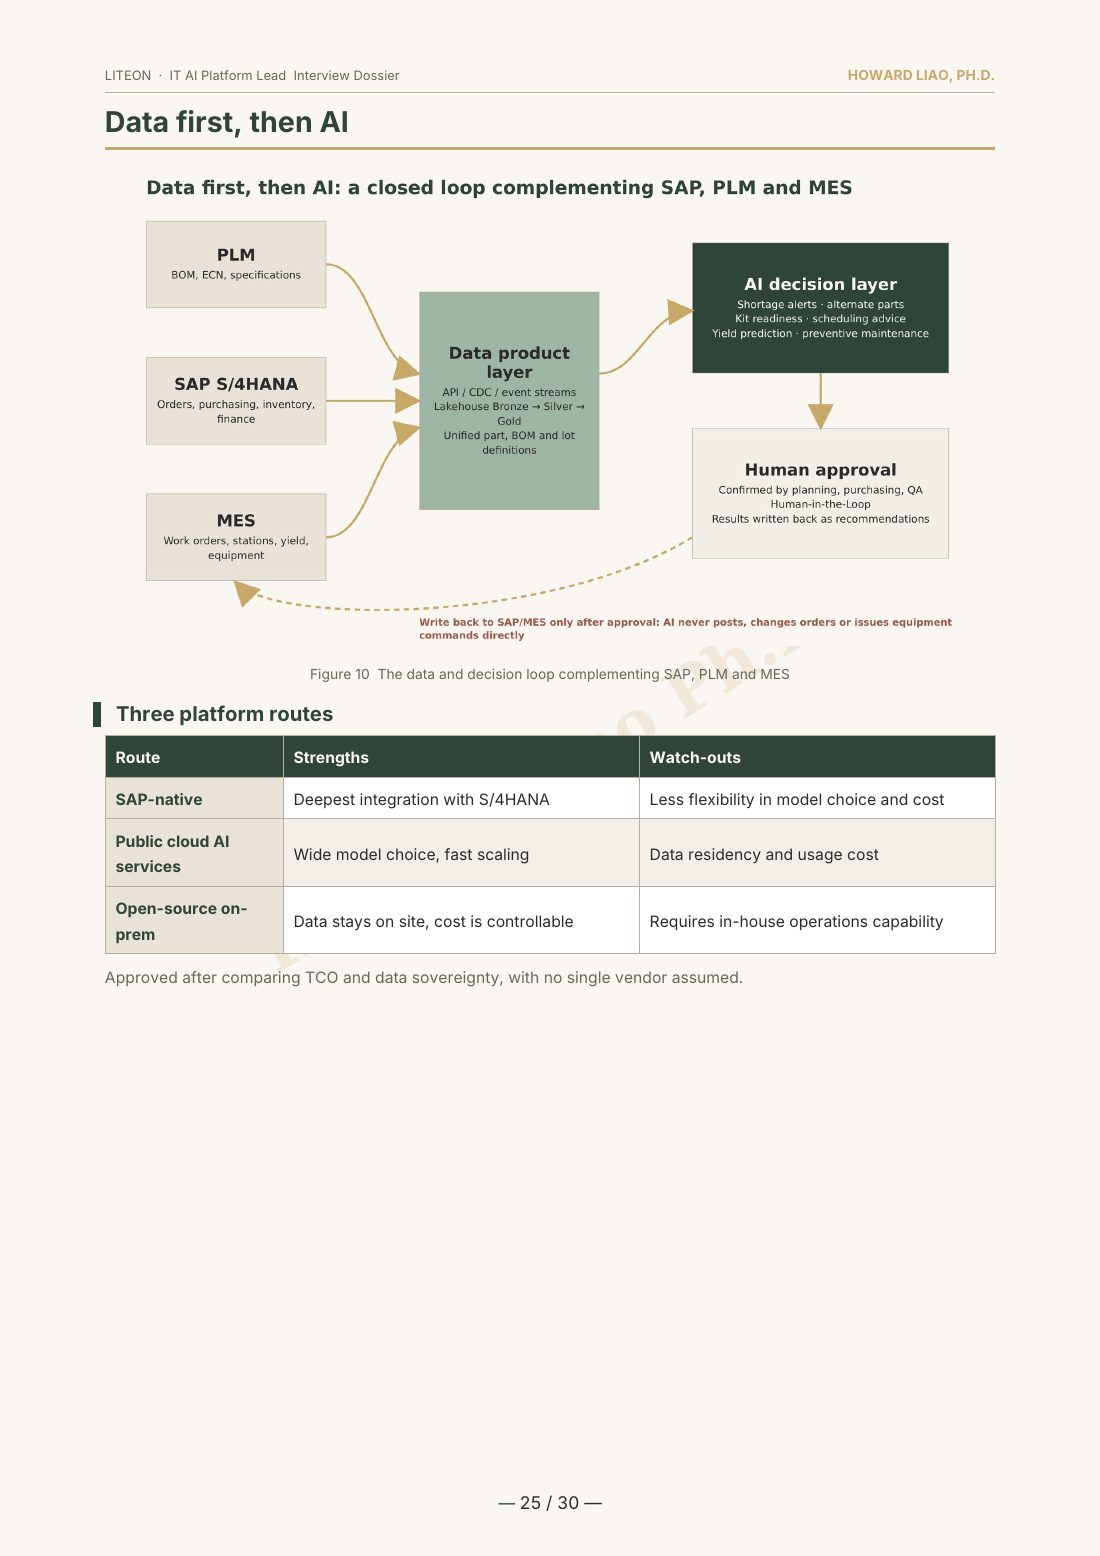 LITEON · IT AI Platform Lead Interview Dossier
HOWARD LIAO, PH.D.
Data first, then AI
Data first, then AI: a closed loop complementing SAP, PLM and MES
PLM
BOM, ECN, specifications
SAP S/4HANA
Orders, purchasing, inventory,
finance
MES
Work orders, stations, yield,
equipment
Data product
layer
API / CDC / event streams
Lakehouse Bronze → Silver →
Gold
Unified part, BOM and lot
definitions
AI decision layer
Shortage alerts · alternate parts
Kit readiness · scheduling advice
Yield prediction · preventive maintenance
Human approval
Confirmed by planning, purchasing, QA
Human-in-the-Loop
Results written back as recommendations
Write back to SAP/MES only after approval: AI never posts, changes orders or issues equipment
commands directly
Figure 10 The data and decision loop complementing SAP, PLM and MES
Three platform routes
Route Strengths Watch-outs
SAP-native Deepest integration with S/4HANA Less flexibility in model choice and cost
Public cloud AI
services
Wide model choice, fast scaling Data residency and usage cost
Open-source on-
prem
Data stays on site, cost is controllable Requires in-house operations capability
Approved after comparing TCO and data sovereignty, with no single vendor assumed.
— 25 / 30 —